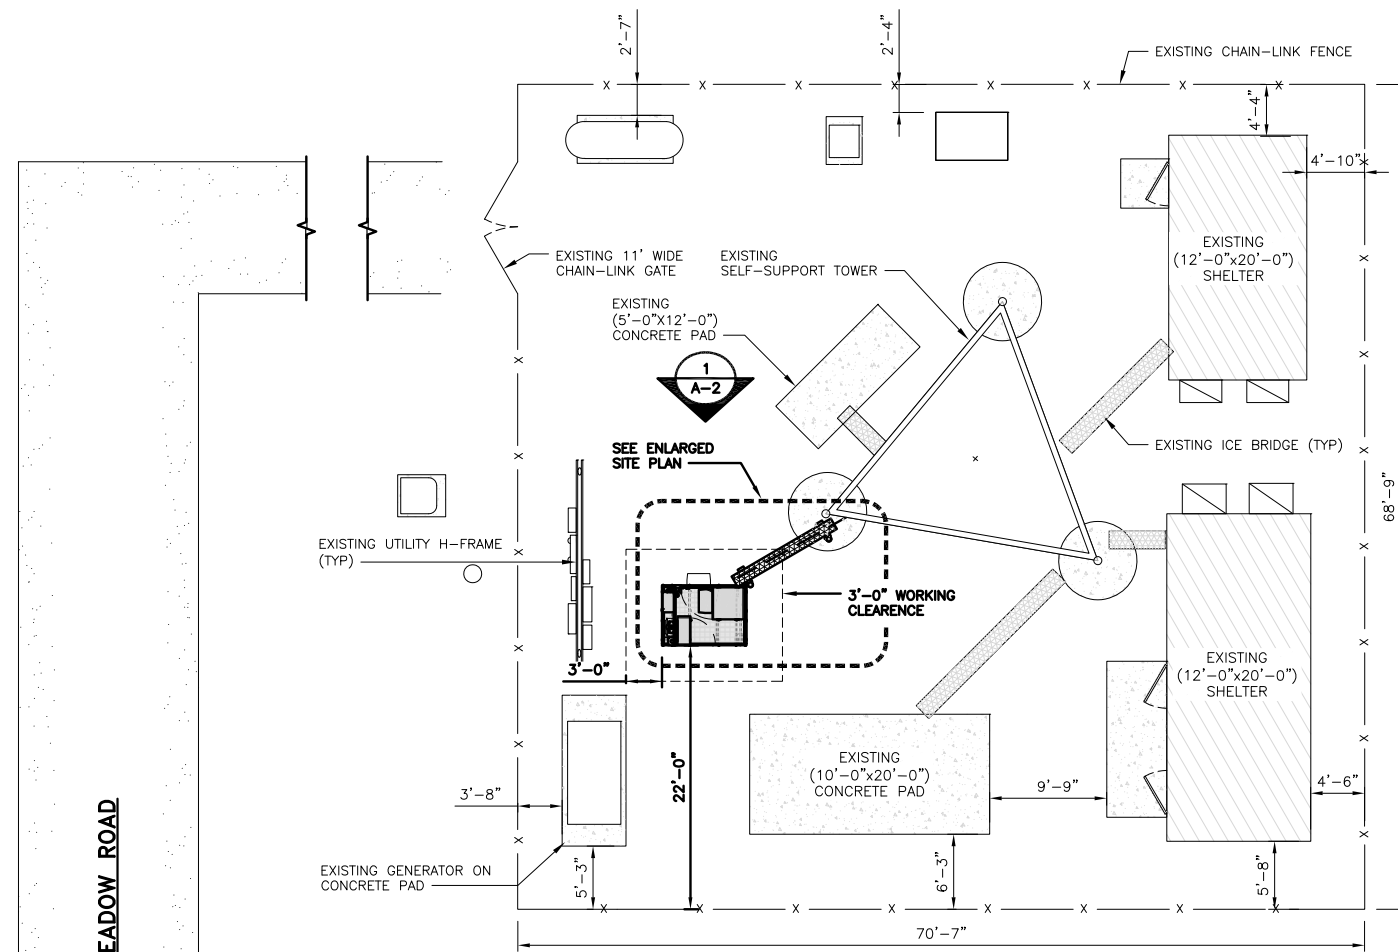 2'-7"
2'-4"
EXISTING CHAIN-LINK FENCE
4'-4"
4'-10"
EXISTING
(12'-0"x20'-0")
SHELTER
EXISTING 11' WIDE
CHAIN-LINK GATE
EXISTING
SELF-SUPPORT TOWER
EXISTING
(5'-0"X12'-0")
CONCRETE PAD
1
A-2
SEE ENLARGED
SITE PLAN
EXISTING ICE BRIDGE (TYP)
68'-9"
EXISTING UTILITY H-FRAME
(TYP)
3'-0" WORKING
CLEARENCE
3'-0"
EXISTING
(12'-0"x20'-0")
SHELTER
22'-0"
EXISTING
(10'-0"x20'-0")
CONCRETE PAD
9'-9"
4'-6"
3'-8"
EXISTING GENERATOR ON
CONCRETE PAD
5'-3"
6'-3"
5'-8"
70'-7"
EADOW ROAD